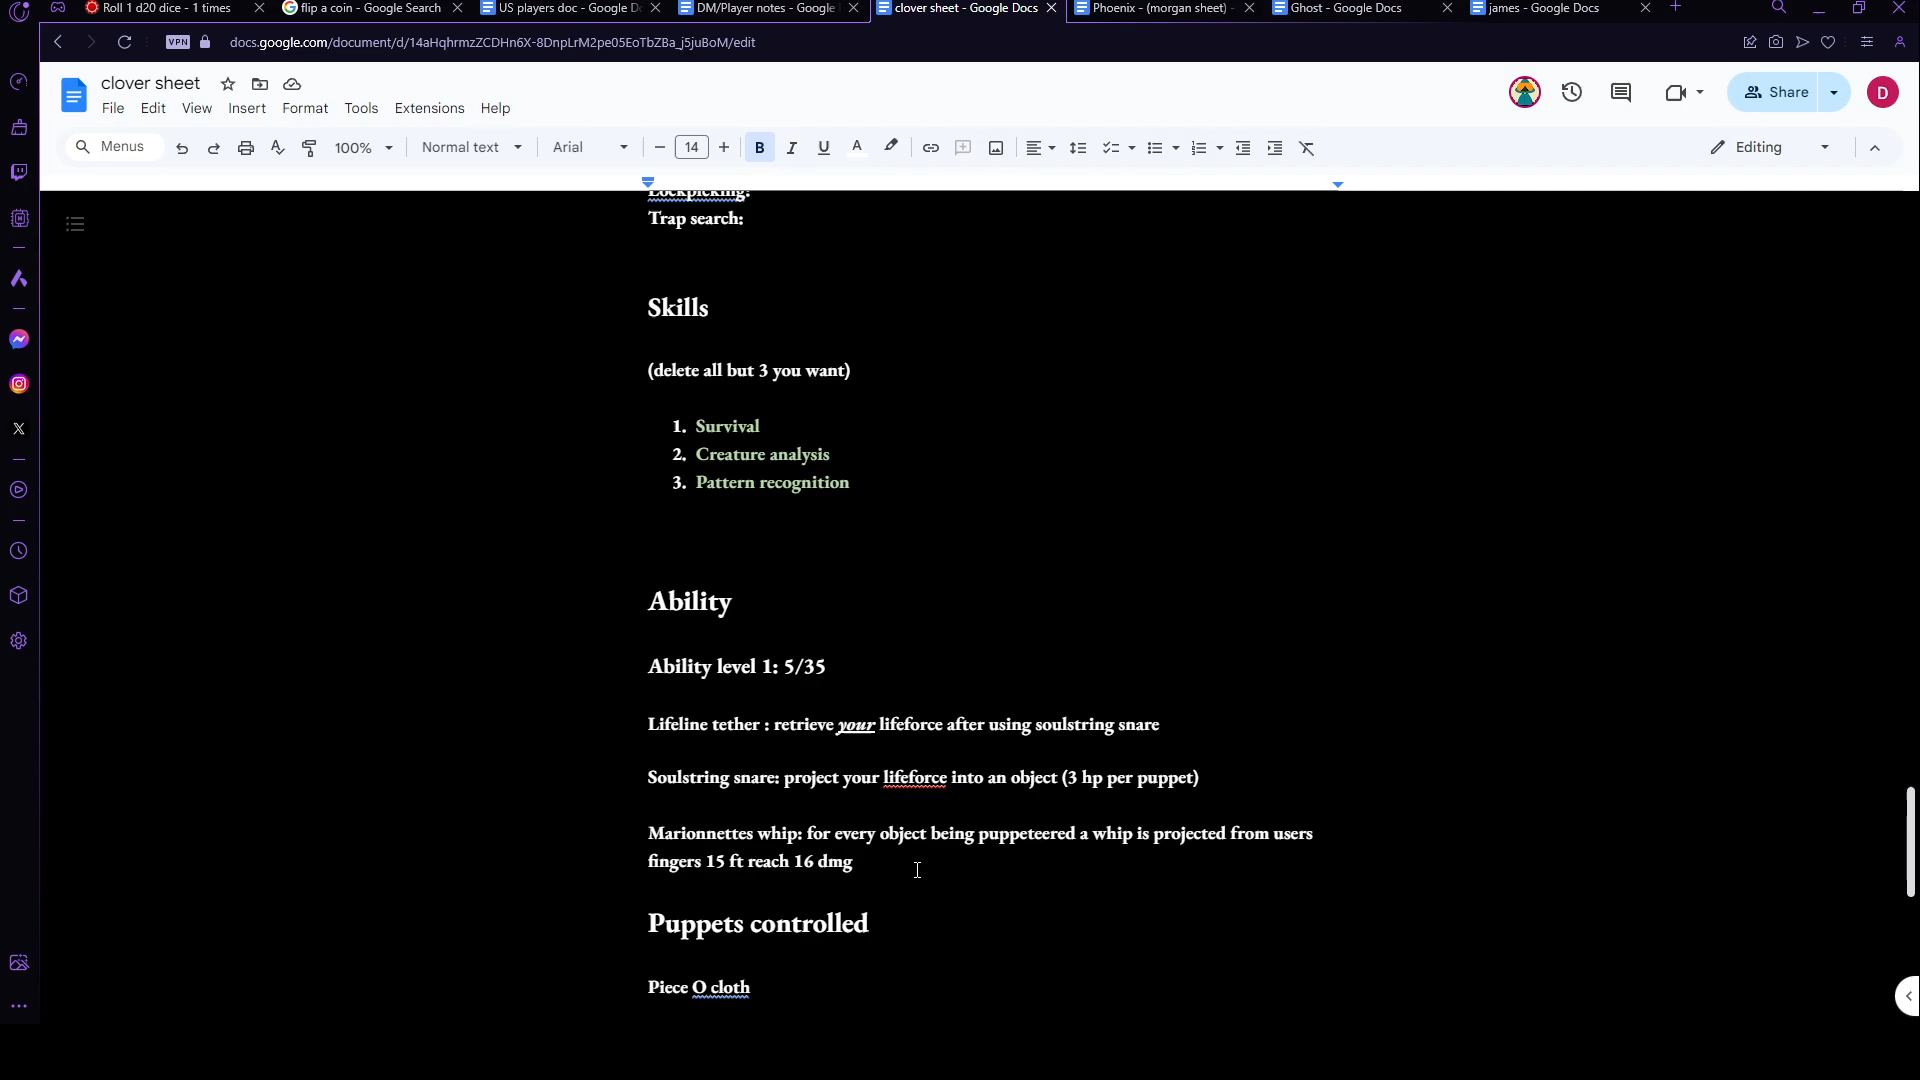 Roll 1 d20 dice - 1 times
flip a coin - Google Search
US players doc - Google D
DM/Player notes - Google
clover sheet - Google Docs
Phoenix - (morgan sheet) -
Ghost - Google Docs
james - Google Docs
VPN
docs.google.com/document/d/14aHqhrmzZCDHn6X-8DnpLrM2pe05EoTbZBa_j5juBoM/edit
clover sheet
File Edit View Insert Format Tools Extensions Help
Share
D
Menus
100%
Normal text
Arial
14
B
I
U
A
Editing
Lockpicking:
Trap search:
Skills
(delete all but 3 you want)
1. Survival
2. Creature analysis
3. Pattern recognition
Ability
Ability level 1: 5/35
Lifeline tether : retrieve your lifeforce after using soulstring snare
Soulstring snare: project your lifeforce into an object (3 hp per puppet)
Marionnettes whip: for every object being puppeteered a whip is projected from users
fingers 15 ft reach 16 dmg
Puppets controlled
Piece O cloth